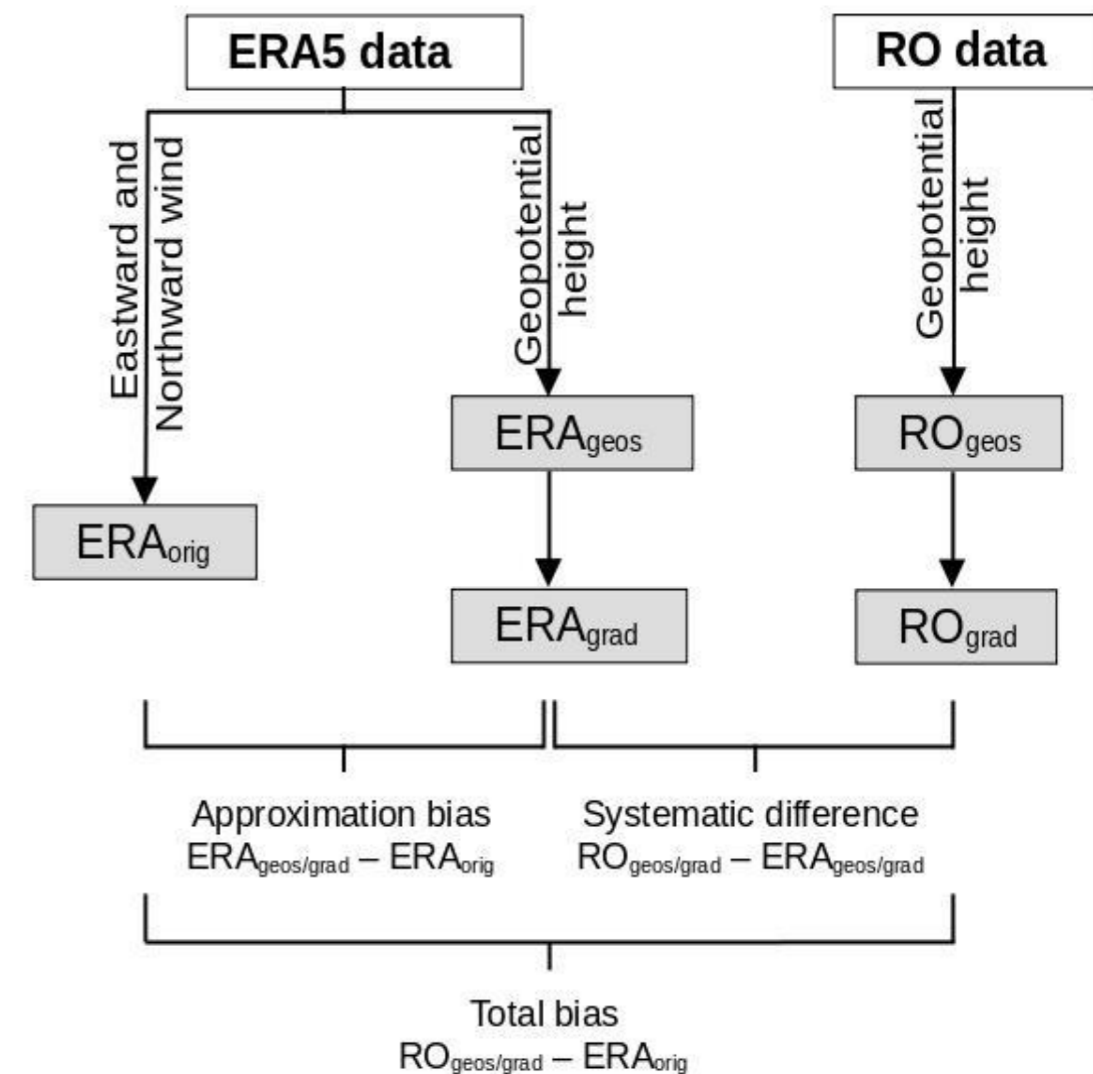 ERA5 data
RO data
Eastward and
Northward wind
Geopotential
height
Geopotential
height
ERAgeos
ROgeos
ERAorig
ERAgrad
ROgrad
Approximation bias
ERAgeos/grad – ERAorig
Systematic difference
ROgeos/grad – ERAgeos/grad
Total bias
ROgeos/grad – ERAorig